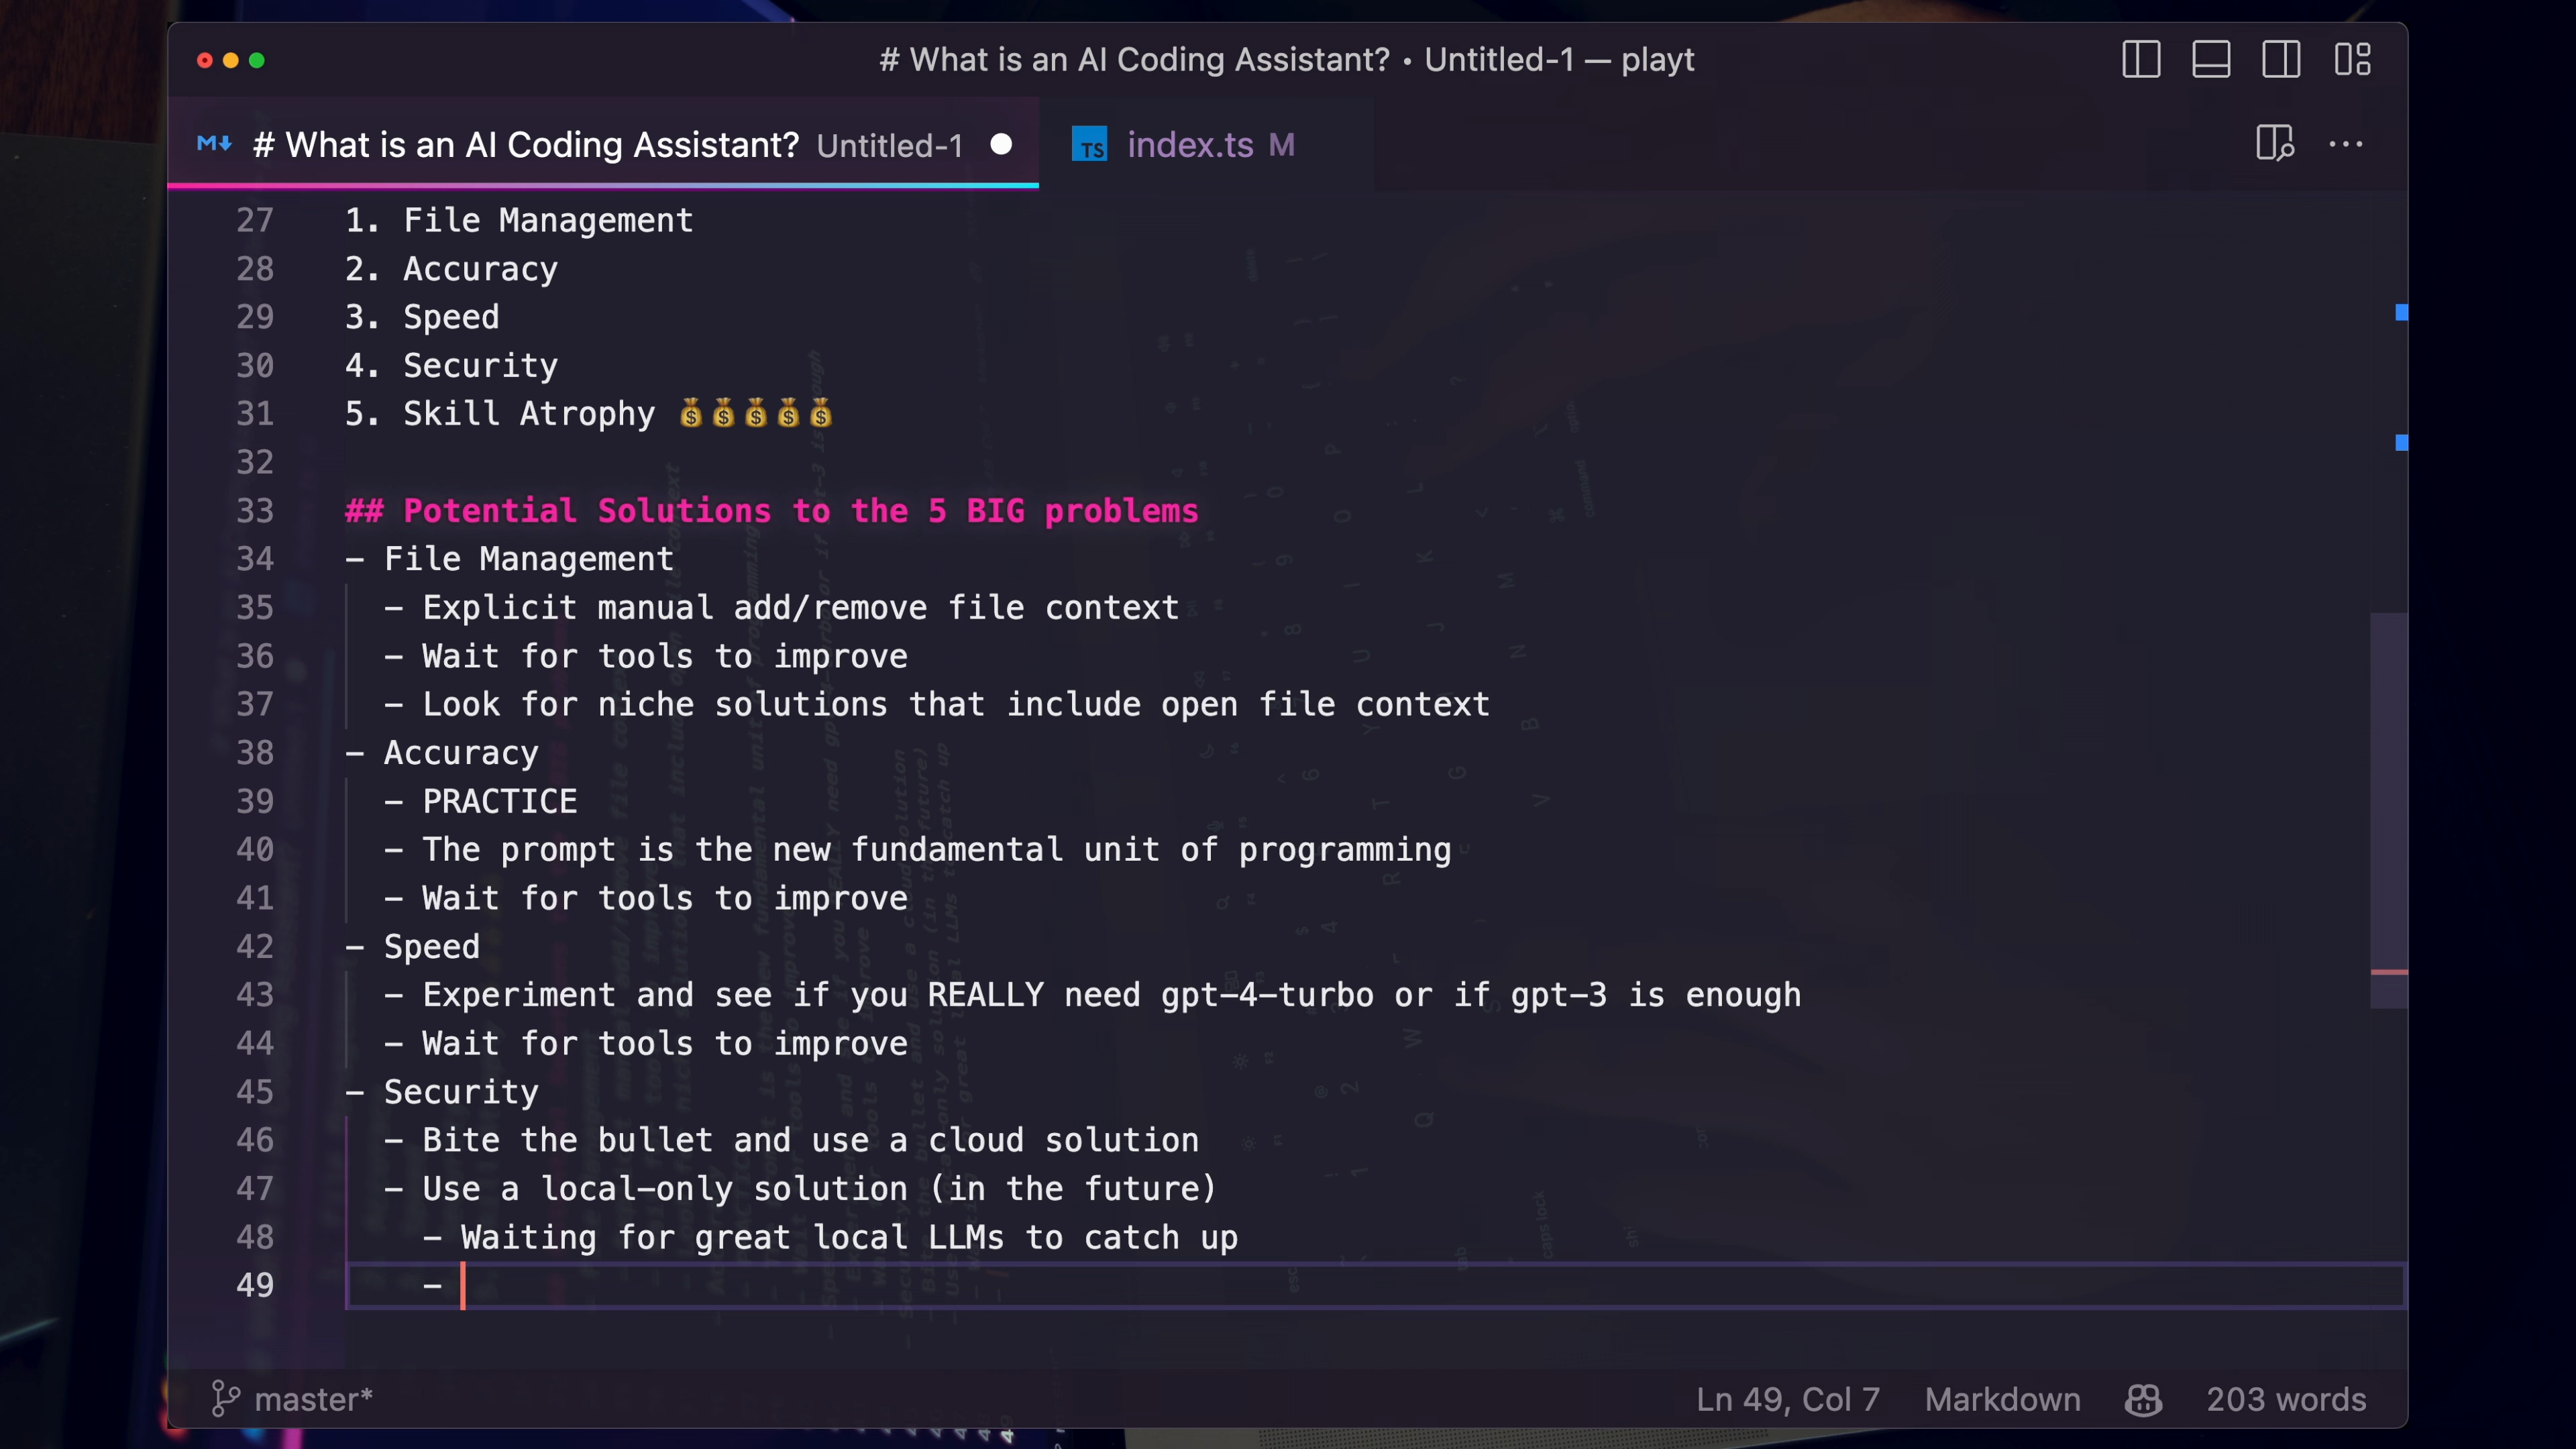 # What is an AI Coding Assistant? • Untitled-1 — playt
# What is an AI Coding Assistant? Untitled-1
TS index.ts M
27 1. File Management
28 2. Accuracy
29 3. Speed
30 4. Security
31 5. Skill Atrophy 💰💰💰💰💰
32
33 ## Potential Solutions to the 5 BIG problems
34 - File Management
35 - Explicit manual add/remove file context
36 - Wait for tools to improve
37 - Look for niche solutions that include open file context
38 - Accuracy
39 - PRACTICE
40 - The prompt is the new fundamental unit of programming
41 - Wait for tools to improve
42 - Speed
43 - Experiment and see if you REALLY need gpt-4-turbo or if gpt-3 is enough
44 - Wait for tools to improve
45 - Security
46 - Bite the bullet and use a cloud solution
47 - Use a local-only solution (in the future)
48 - Waiting for great local LLMs to catch up
49 -
master*
Ln 49, Col 7
Markdown
203 words